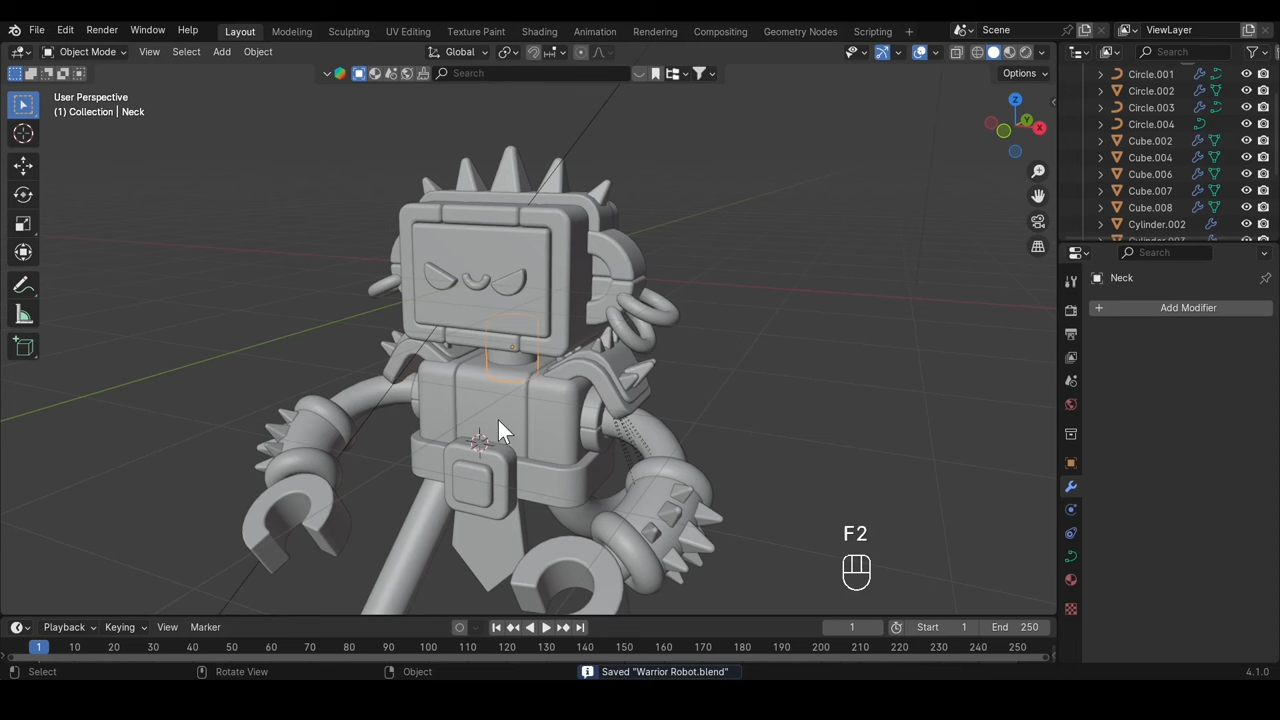 File Edit Render Window Help Layout Modeling Sculpting UV Editing Texture Paint Shading Animation Rendering Compositing Geometry Nodes Scripting + Scene ViewLayer
Object Mode View Select Add Object Global Search
Search Options
User Perspective
(1) Collection | Neck
Z
Y
X
Circle.001
Circle.002
Circle.003
Circle.004
Cube.002
Cube.004
Cube.006
Cube.007
Cube.008
Cylinder.002
Search
Neck
+ Add Modifier
F2
Playback Keying View Marker 1 Start 1 End 250
1 10 20 30 40 50 60 70 80 90 100 110 120 130 140 150 160 170 180 190 200 210 220 230 240 250
Select Rotate View Object Saved "Warrior Robot.blend" 4.1.0